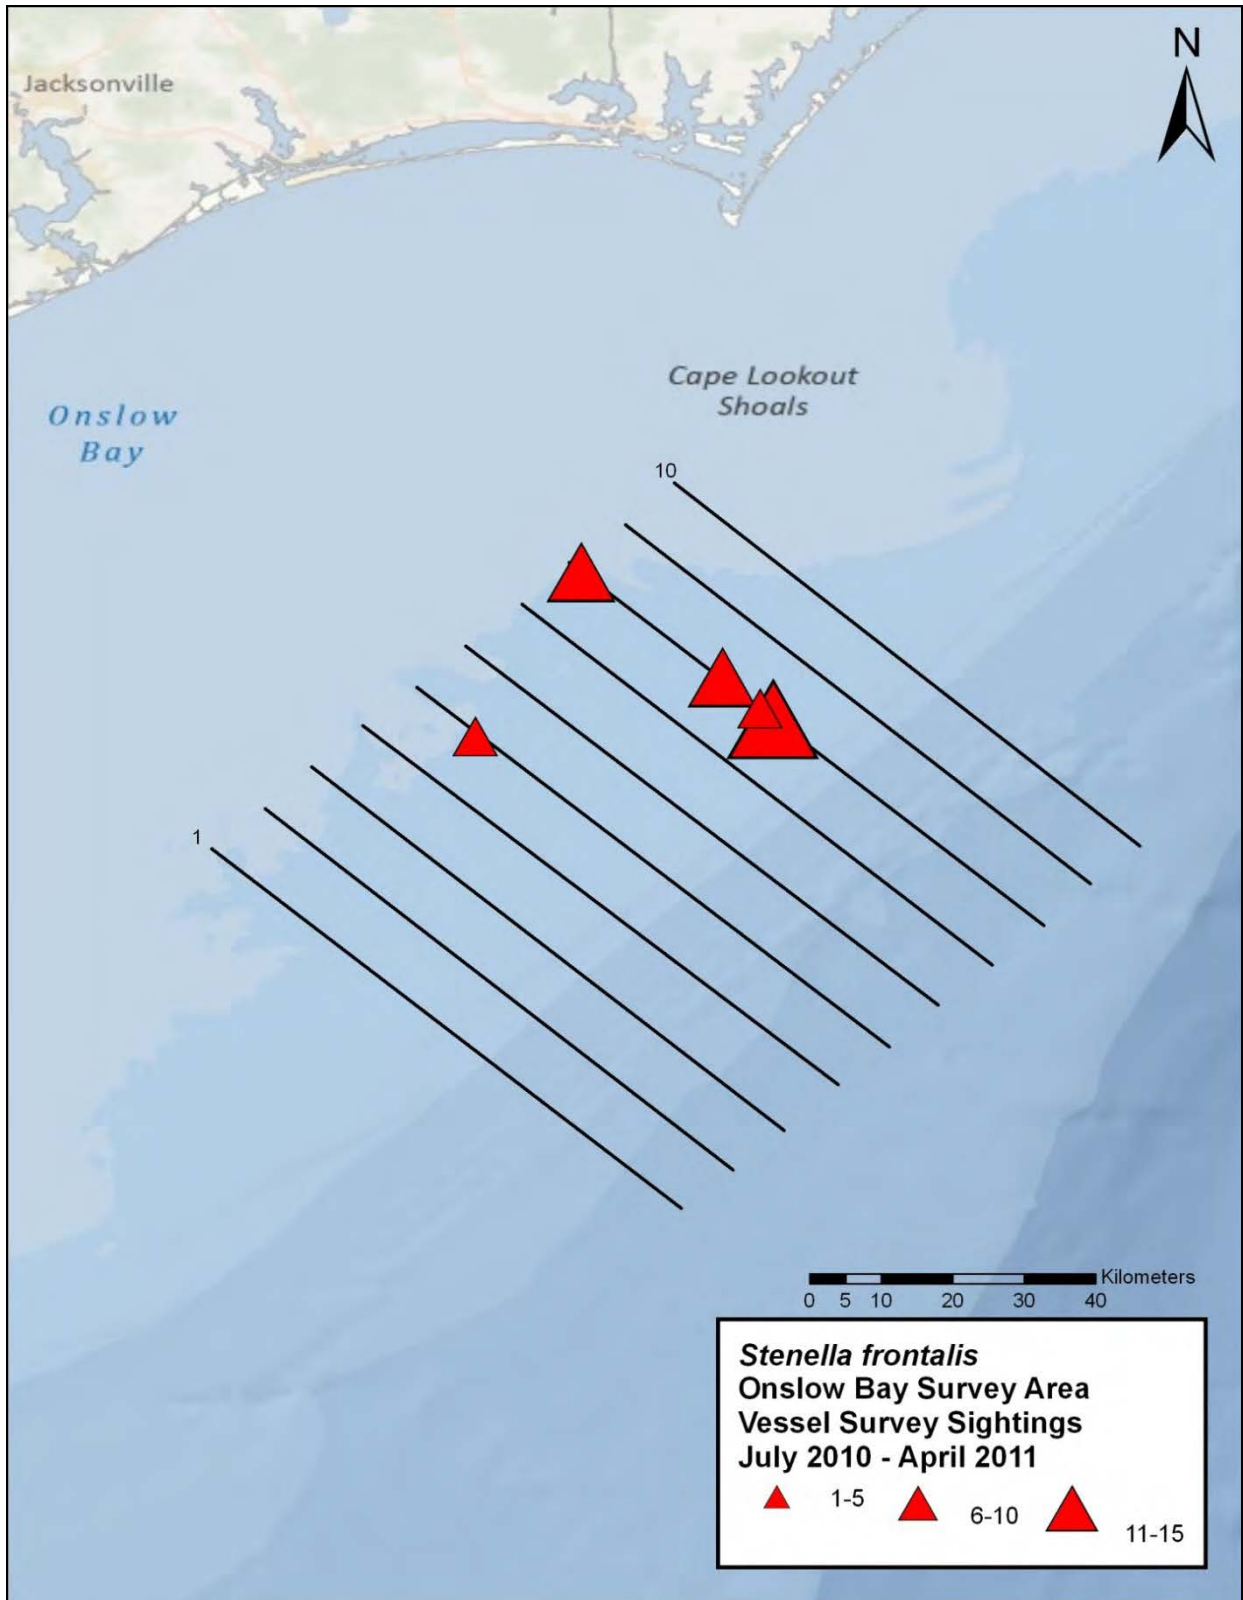 N
Jacksonville
Cape Lookout
Shoals
Onslow
Bay
10
1
Kilometers
0 5 10 20 30 40
Stenella frontalis
Onslow Bay Survey Area
Vessel Survey Sightings
July 2010 - April 2011
1-5
6-10
11-15